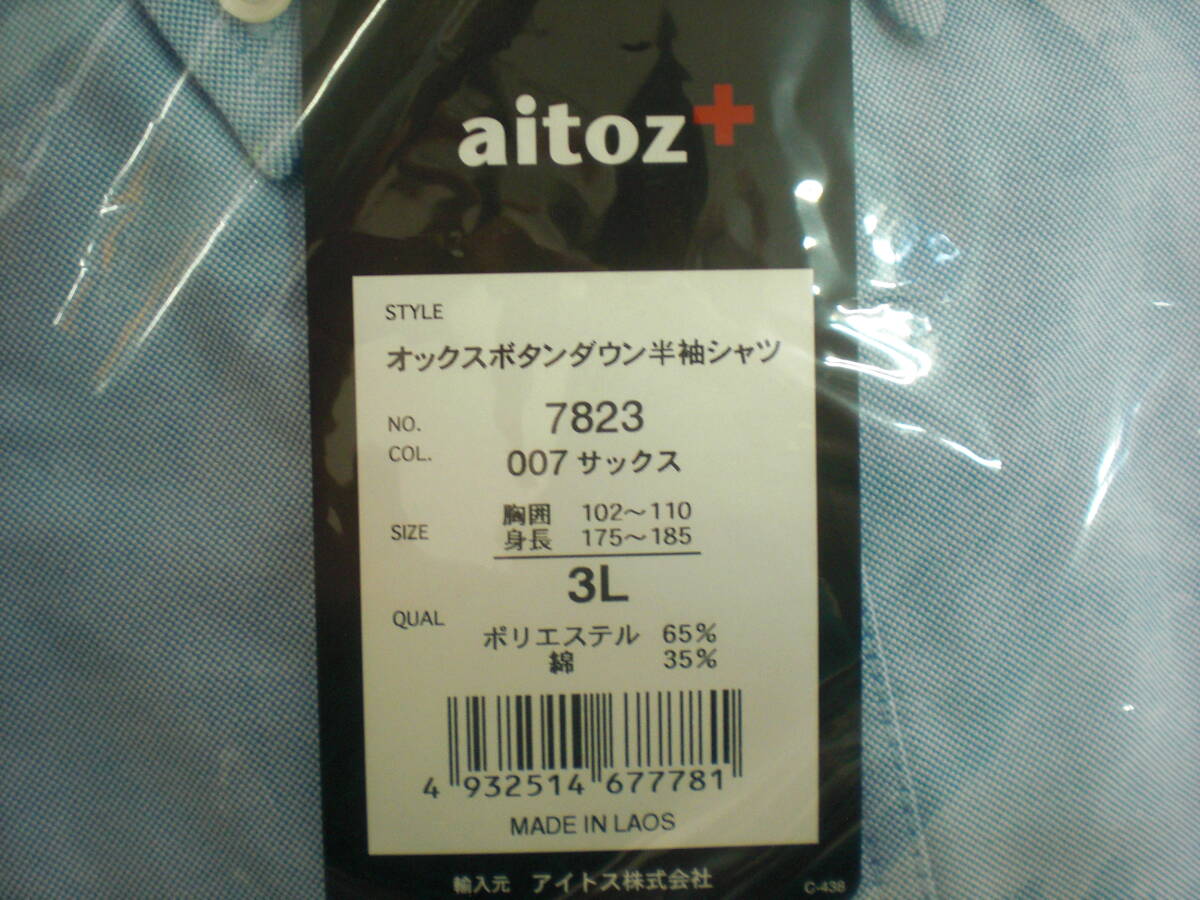 aitoz+
STYLE
オックスボタンダウン半袖シャツ
NO. 7823
COL. 007 サックス
SIZE 胸囲 102～110
身長 175～185
3L
QUAL ポリエステル 65%
綿 35%
4 932514 677781
MADE IN LAOS
輸入元 アイトス株式会社
C-438